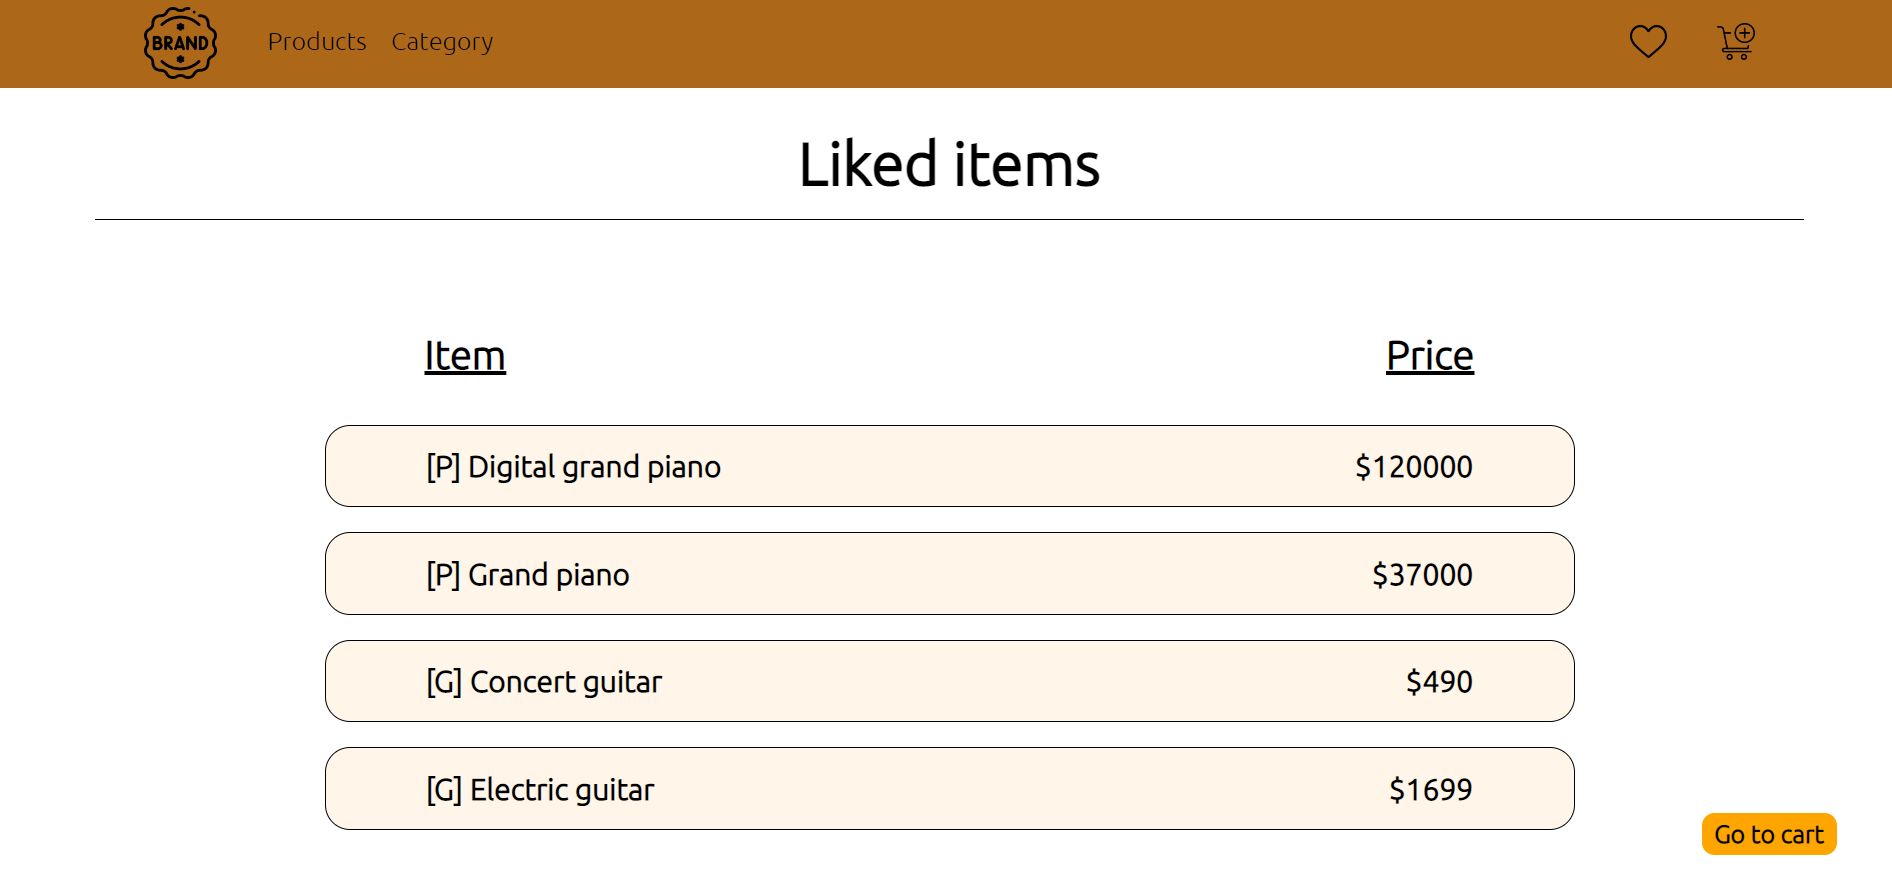 BRAND
Products Category
Liked items
Item Price
[P] Digital grand piano $120000
[P] Grand piano $37000
[G] Concert guitar $490
[G] Electric guitar $1699
Go to cart